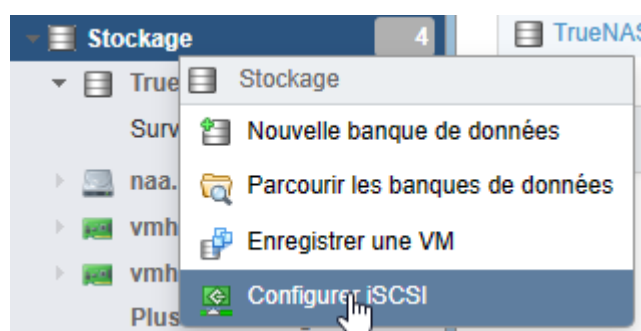 Stockage
4
TrueNAS
True
Stockage
Surv
Nouvelle banque de données
naa.
Parcourir les banques de données
vmh
Enregistrer une VM
vmh
Configurer iSCSI
Plus